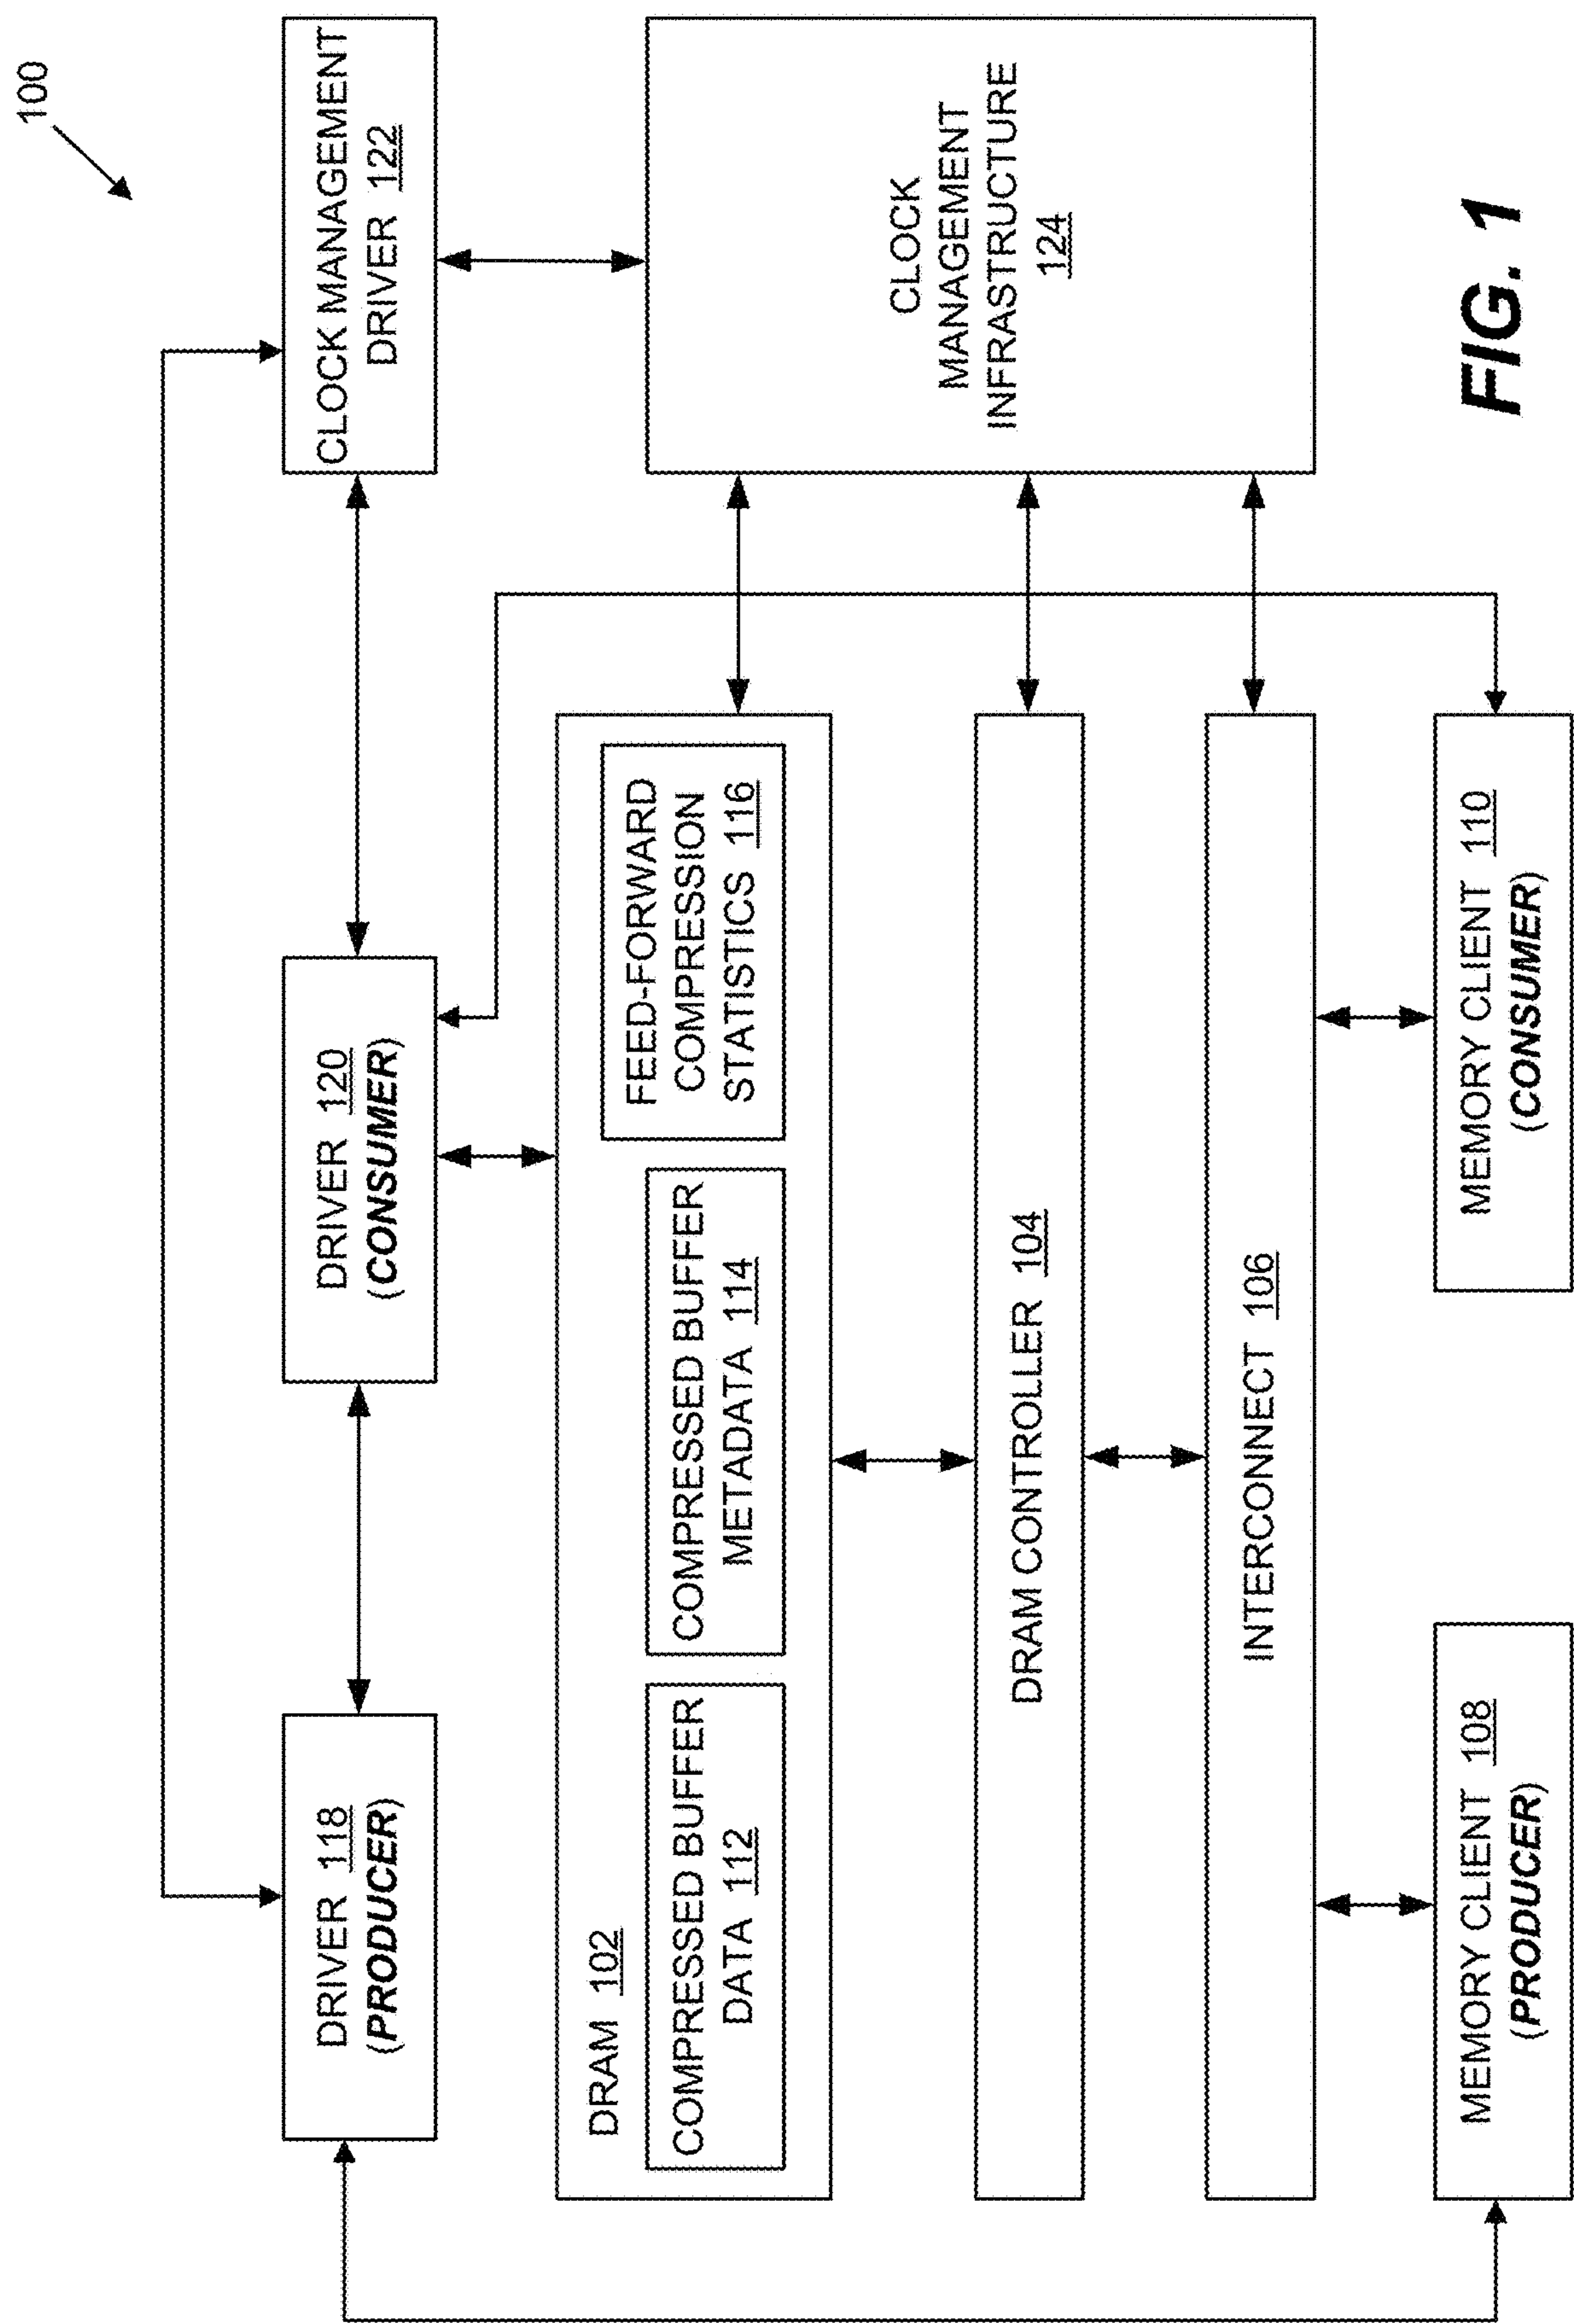 100
DRIVER 118
(PRODUCER)
DRIVER 120
(CONSUMER)
CLOCK MANAGEMENT
DRIVER 122
DRAM 102
COMPRESSED BUFFER
DATA 112
COMPRESSED BUFFER
METADATA 114
FEED-FORWARD
COMPRESSION
STATISTICS 116
CLOCK
MANAGEMENT
INFRASTRUCTURE
124
DRAM CONTROLLER 104
INTERCONNECT 106
MEMORY CLIENT 108
(PRODUCER)
MEMORY CLIENT 110
(CONSUMER)
FIG. 1